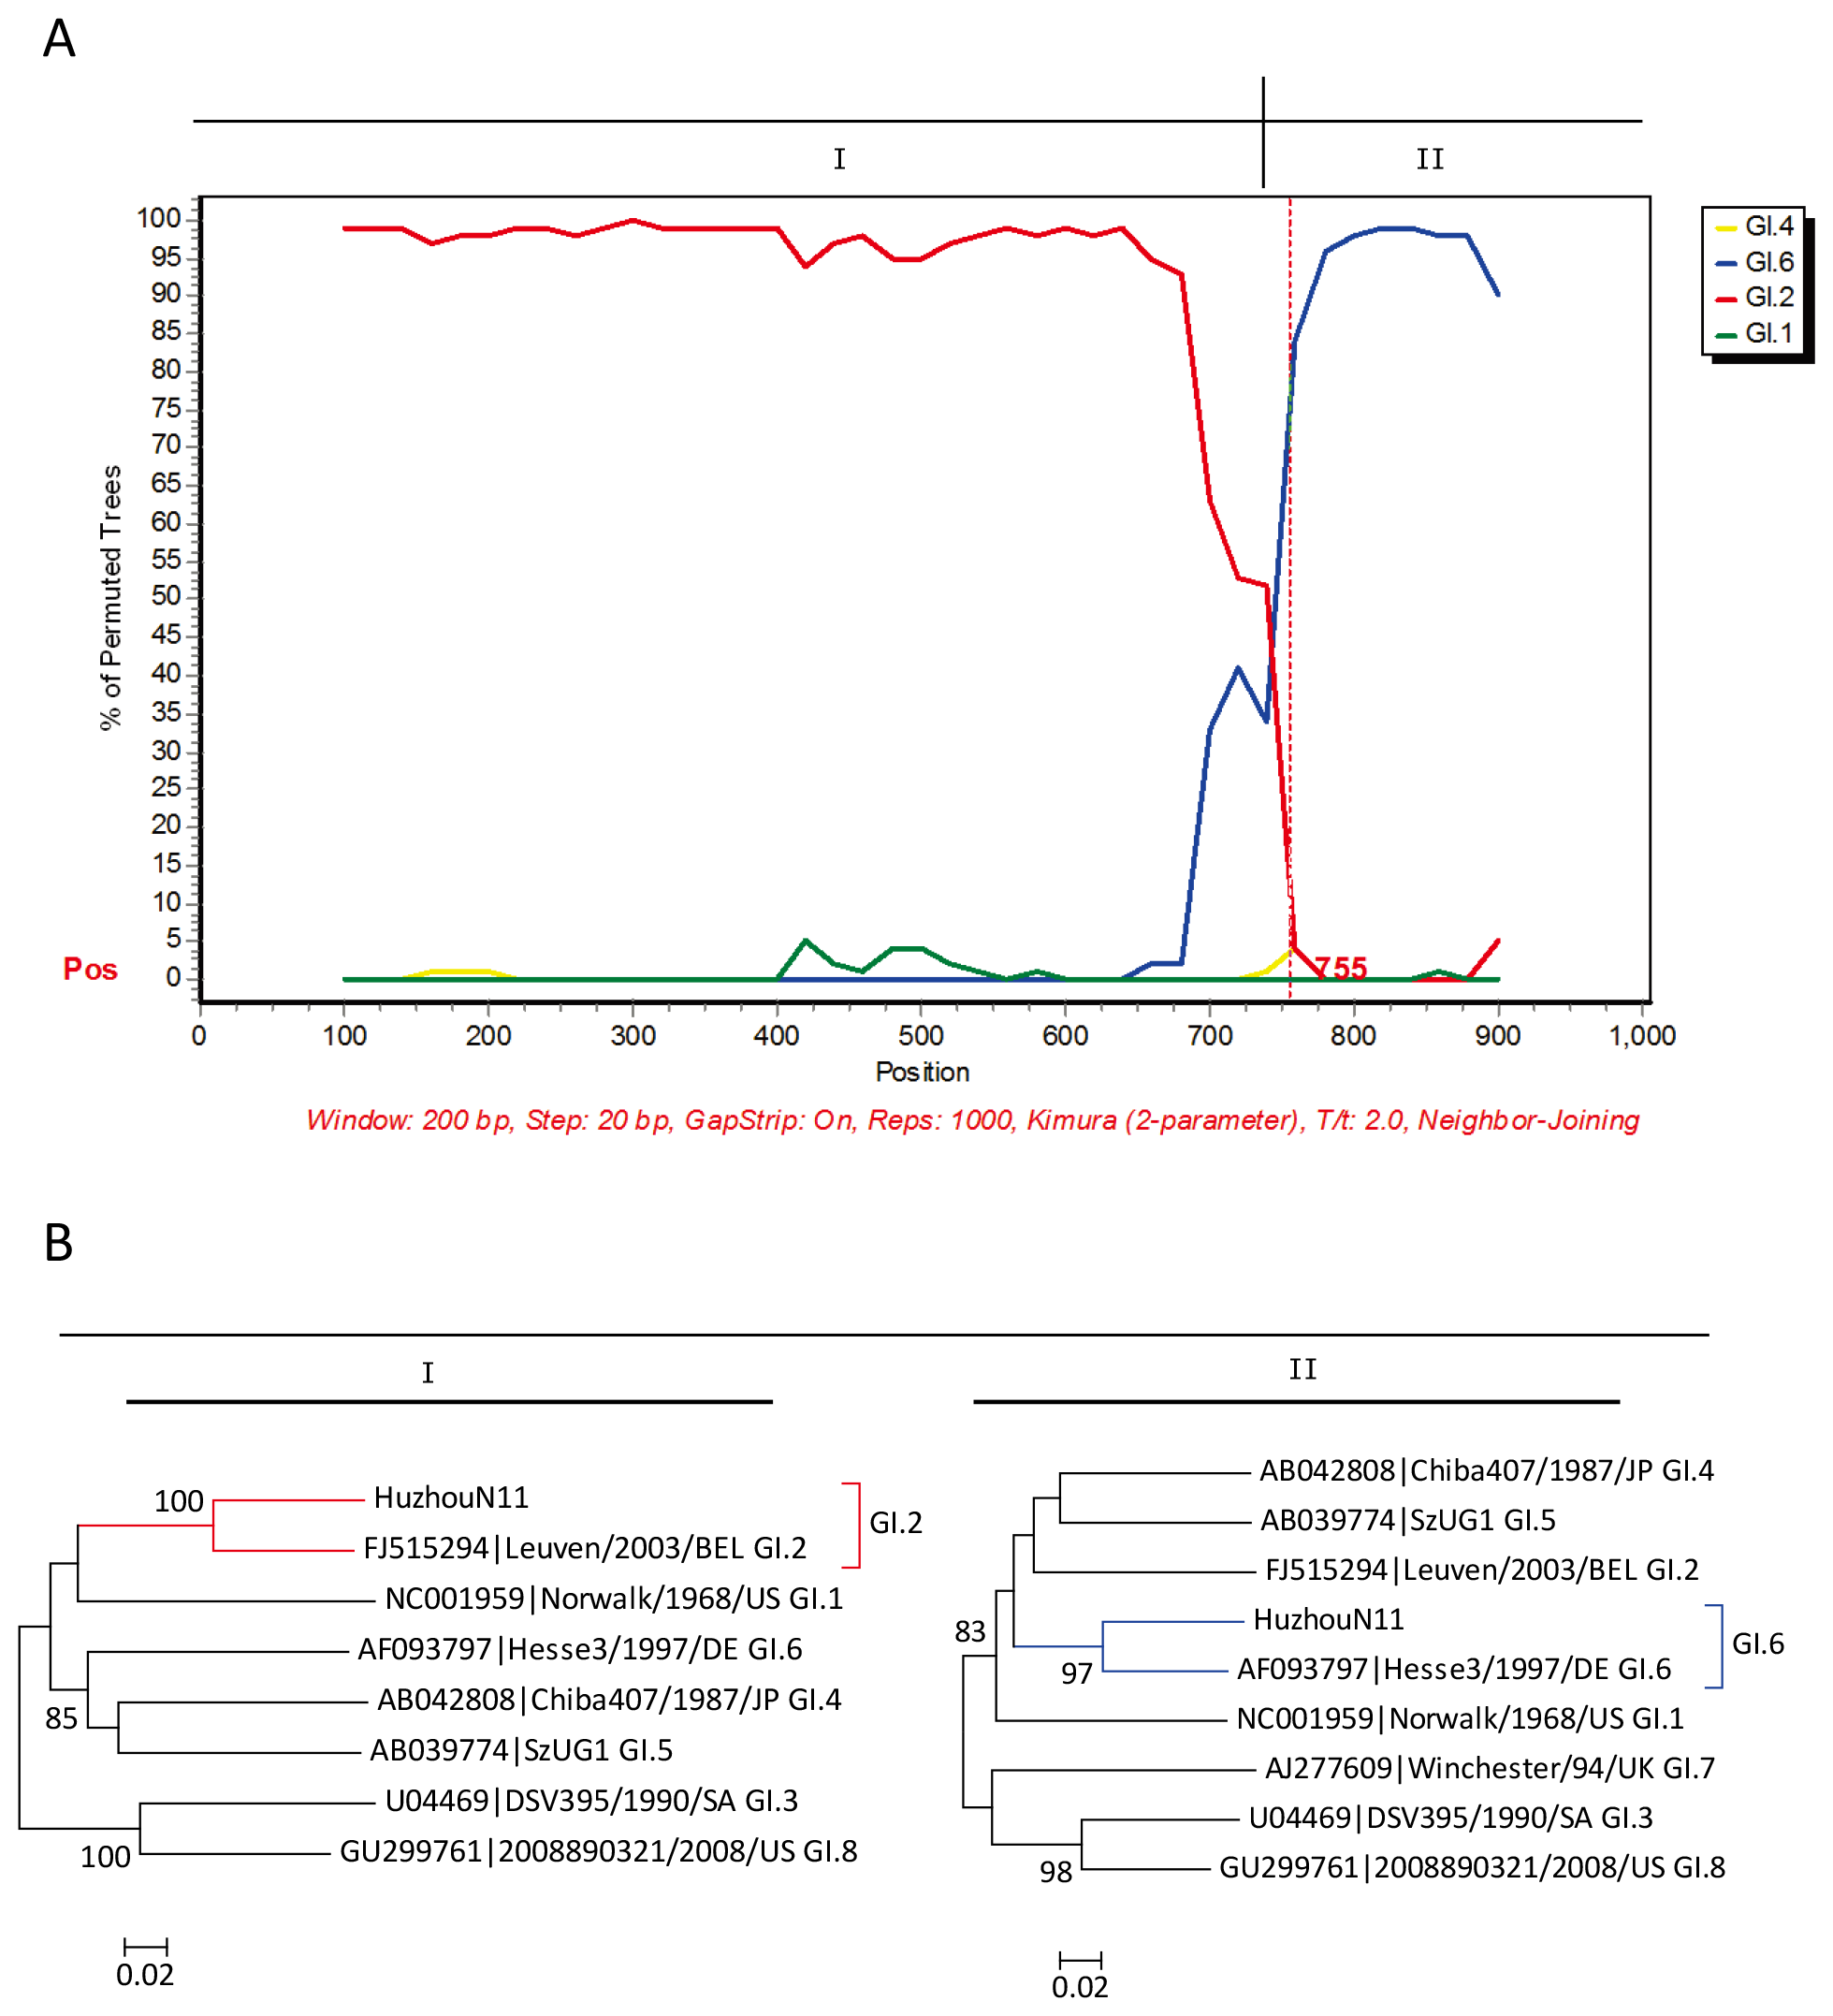 A
I II
100
95
90
85
80
75
70
65
60
55
50
45
40
35
30
25
20
15
10
5
0
% of Permuted Trees
Pos
755
GI.4
GI.6
GI.2
GI.1
0 100 200 300 400 500 600 700 800 900 1,000
Position
Window: 200 bp, Step: 20 bp, GapStrip: On, Reps: 1000, Kimura (2-parameter), T/t: 2.0, Neighbor-Joining
B
I
100
HuzhouN11
FJ515294|Leuven/2003/BEL GI.2
GI.2
NC001959|Norwalk/1968/US GI.1
AF093797|Hesse3/1997/DE GI.6
AB042808|Chiba407/1987/JP GI.4
85
AB039774|SzUG1 GI.5
U04469|DSV395/1990/SA GI.3
100
GU299761|2008890321/2008/US GI.8
0.02
II
AB042808|Chiba407/1987/JP GI.4
AB039774|SzUG1 GI.5
FJ515294|Leuven/2003/BEL GI.2
83
HuzhouN11
97
AF093797|Hesse3/1997/DE GI.6
GI.6
NC001959|Norwalk/1968/US GI.1
AJ277609|Winchester/94/UK GI.7
U04469|DSV395/1990/SA GI.3
98
GU299761|2008890321/2008/US GI.8
0.02